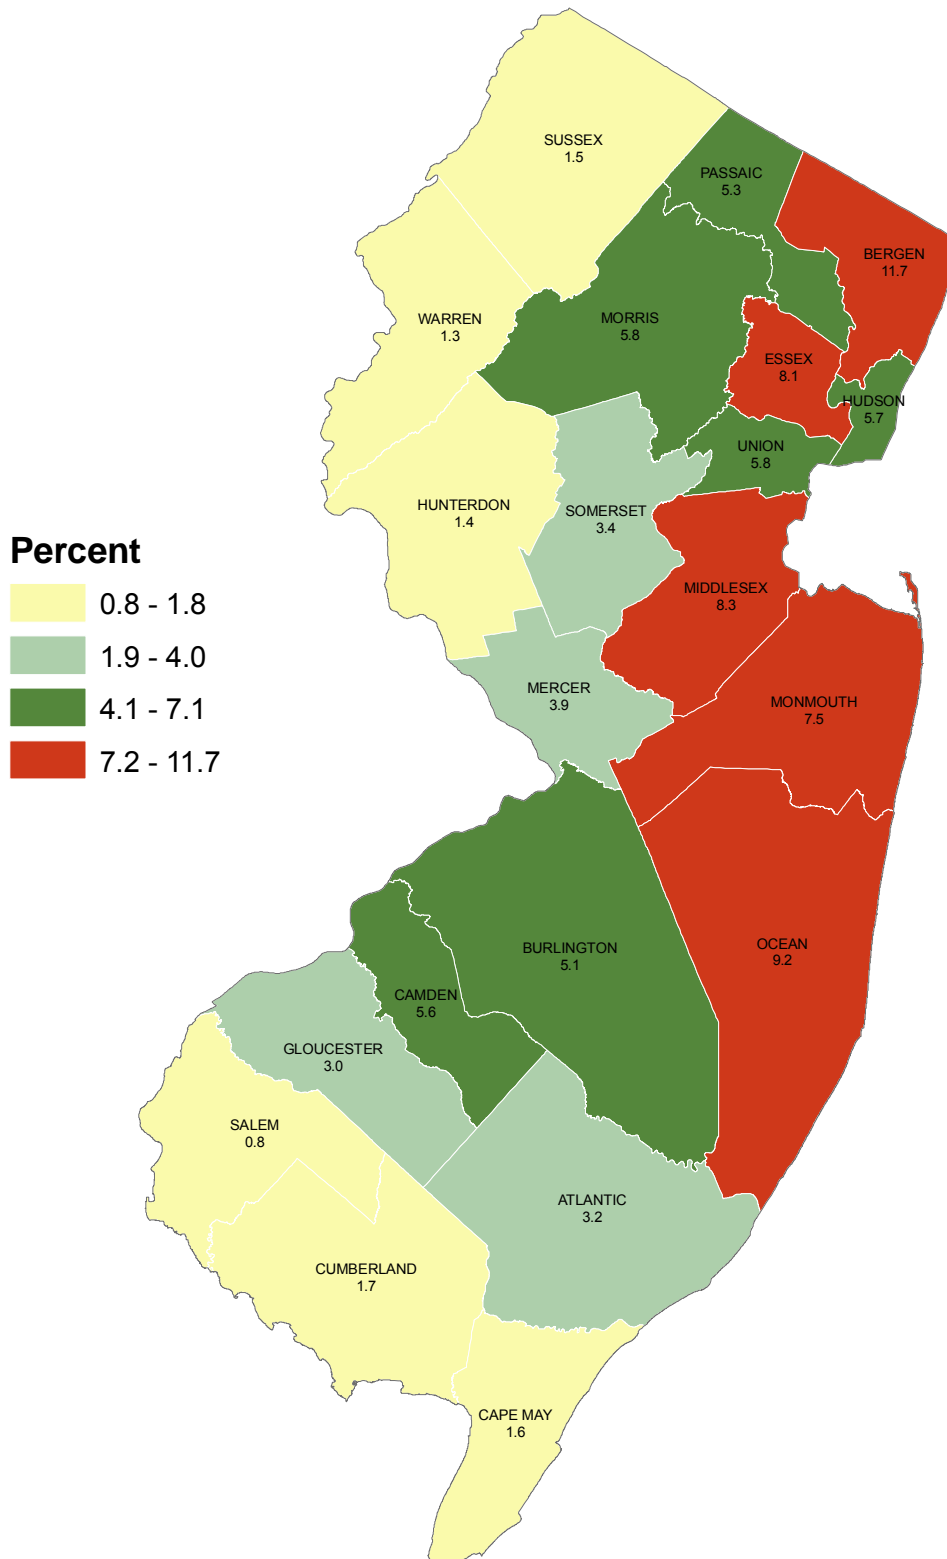 SUSSEX
1.5
PASSAIC
5.3
BERGEN
11.7
WARREN
1.3
MORRIS
5.8
ESSEX
8.1
HUDSON
5.7
UNION
5.8
HUNTERDON
1.4
SOMERSET
3.4
Percent
0.8 - 1.8
1.9 - 4.0
4.1 - 7.1
7.2 - 11.7
MIDDLESEX
8.3
MERCER
3.9
MONMOUTH
7.5
OCEAN
9.2
BURLINGTON
5.1
CAMDEN
5.6
GLOUCESTER
3.0
SALEM
0.8
ATLANTIC
3.2
CUMBERLAND
1.7
CAPE MAY
1.6